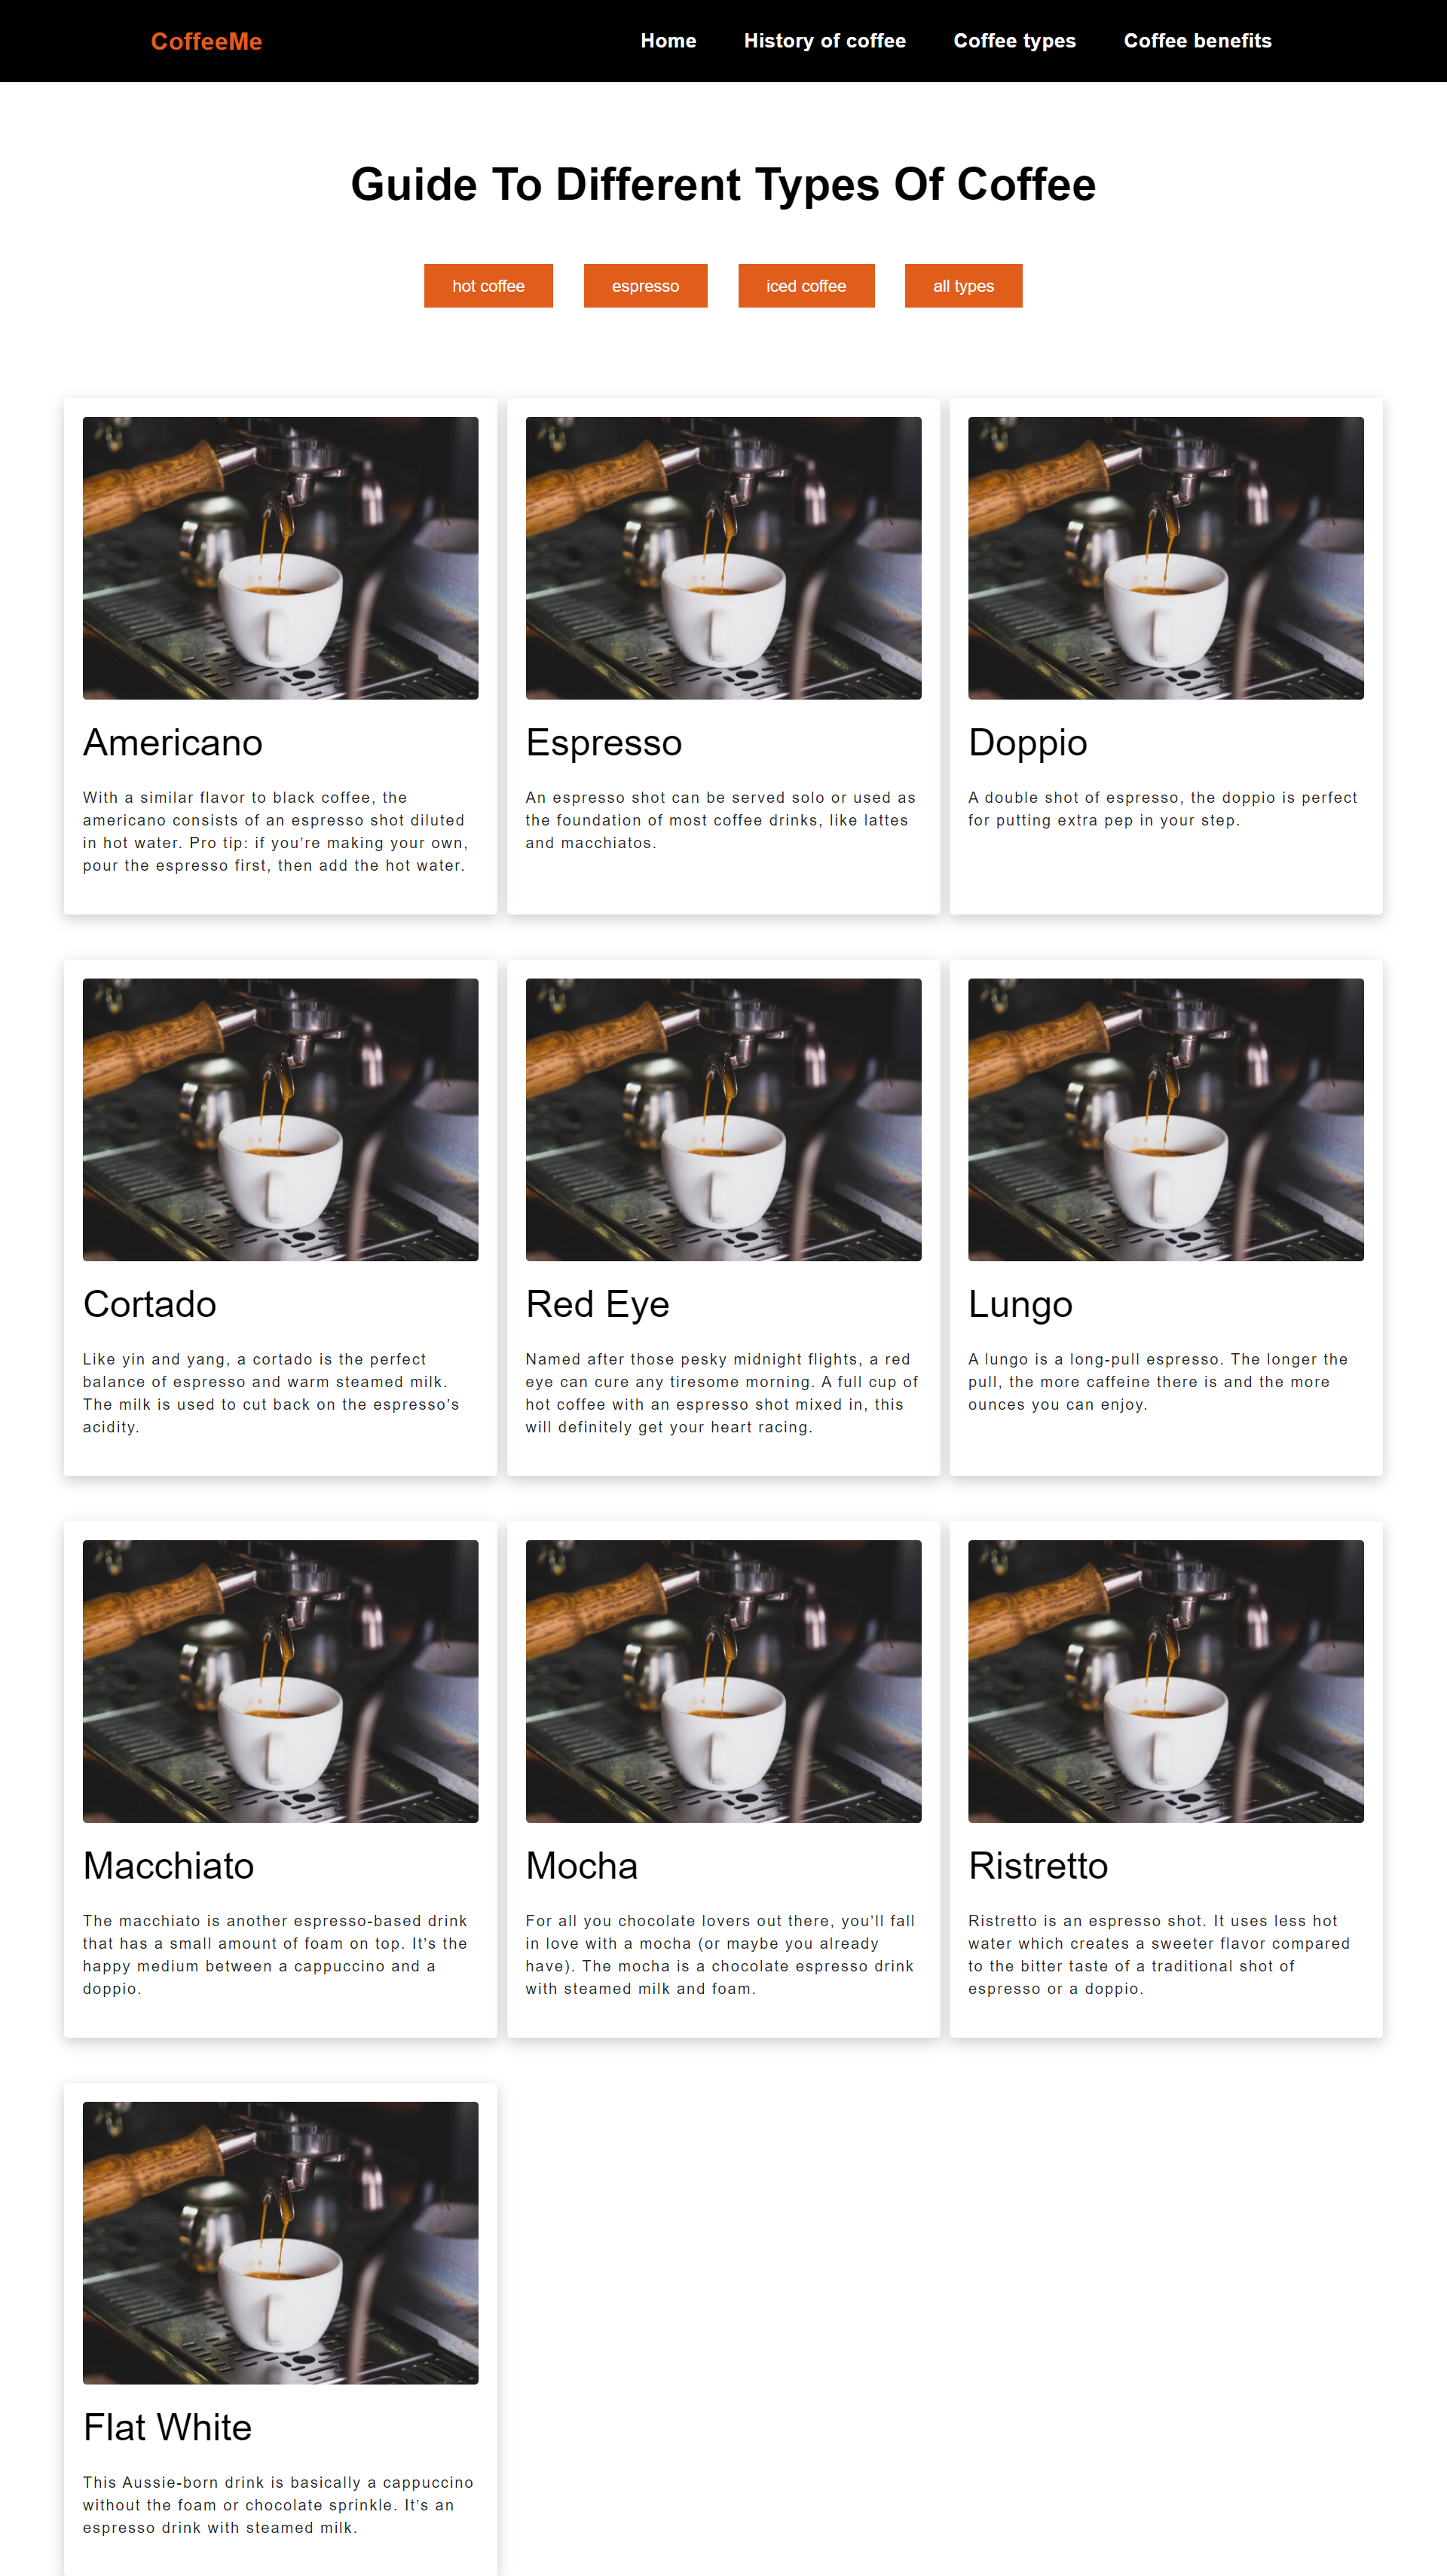 CoffeeMe
Home
History of coffee
Coffee types
Coffee benefits
Guide To Different Types Of Coffee
hot coffee
espresso
iced coffee
all types
Americano
With a similar flavor to black coffee, the
americano consists of an espresso shot diluted
in hot water. Pro tip: if you’re making your own,
pour the espresso first, then add the hot water.
Espresso
An espresso shot can be served solo or used as
the foundation of most coffee drinks, like lattes
and macchiatos.
Doppio
A double shot of espresso, the doppio is perfect
for putting extra pep in your step.
Cortado
Like yin and yang, a cortado is the perfect
balance of espresso and warm steamed milk.
The milk is used to cut back on the espresso’s
acidity.
Red Eye
Named after those pesky midnight flights, a red
eye can cure any tiresome morning. A full cup of
hot coffee with an espresso shot mixed in, this
will definitely get your heart racing.
Lungo
A lungo is a long-pull espresso. The longer the
pull, the more caffeine there is and the more
ounces you can enjoy.
Macchiato
The macchiato is another espresso-based drink
that has a small amount of foam on top. It’s the
happy medium between a cappuccino and a
doppio.
Mocha
For all you chocolate lovers out there, you’ll fall
in love with a mocha (or maybe you already
have). The mocha is a chocolate espresso drink
with steamed milk and foam.
Ristretto
Ristretto is an espresso shot. It uses less hot
water which creates a sweeter flavor compared
to the bitter taste of a traditional shot of
espresso or a doppio.
Flat White
This Aussie-born drink is basically a cappuccino
without the foam or chocolate sprinkle. It’s an
espresso drink with steamed milk.